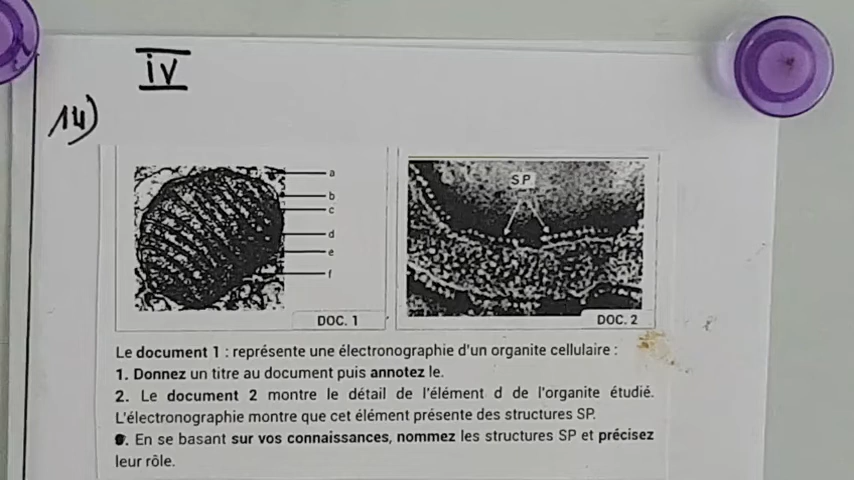 iv
14)
a
b
c
d
e
f
SP
DOC. 1
DOC. 2
Le document 1 : représente une électronographie d'un organite cellulaire :
1. Donnez un titre au document puis annotez le.
2. Le document 2 montre le détail de l'élément d de l'organite étudié.
L'électronographie montre que cet élément présente des structures SP.
. En se basant sur vos connaissances, nommez les structures SP et précisez
leur rôle.